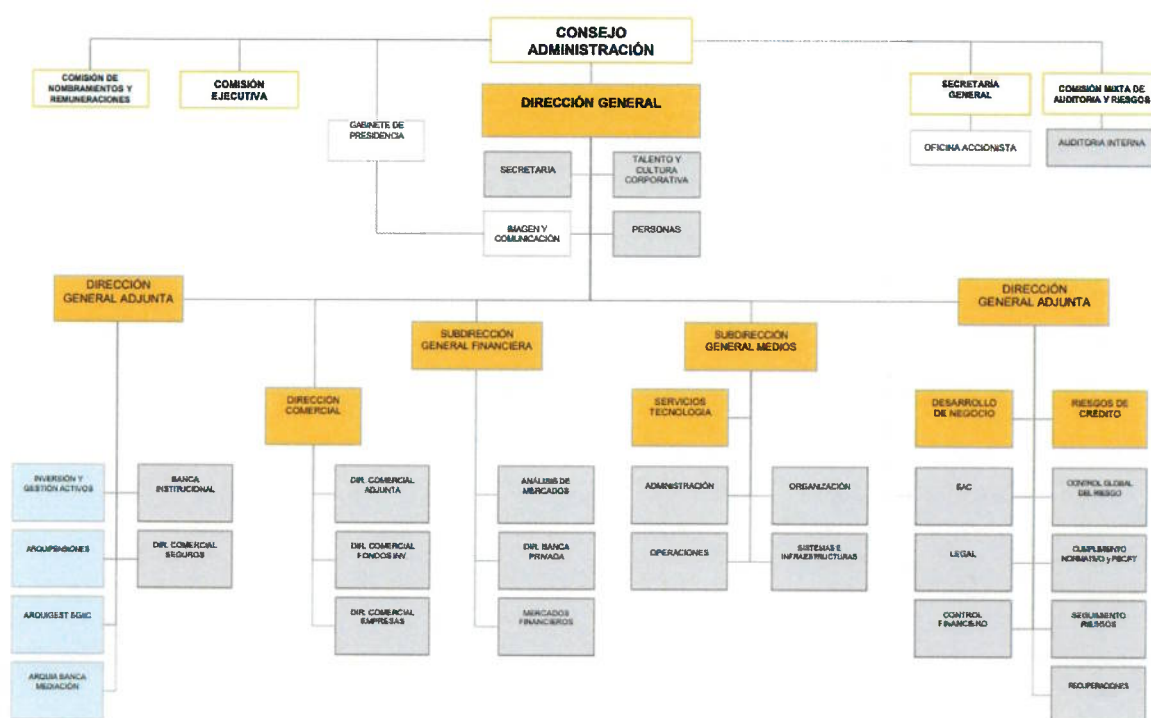 CONSEJO
ADMINISTRACIÓN
COMISIÓN DE
NOMBRAMIENTOS Y
REMUNERACIONES
COMISIÓN
EJECUTIVA
SECRETARÍA
GENERAL
COMISIÓN MIXTA DE
AUDITORIA Y RIESGOS
DIRECCIÓN GENERAL
GABINETE DE
PRESIDENCIA
OFICINA ACCIONISTA
AUDITORIA INTERNA
SECRETARIA
TALENTO Y
CULTURA
CORPORATIVA
IMAGEN Y
COMUNICACIÓN
PERSONAS
DIRECCIÓN
GENERAL ADJUNTA
DIRECCIÓN
GENERAL ADJUNTA
SUBDIRECCIÓN
GENERAL FINANCIERA
SUBDIRECCIÓN
GENERAL MEDIOS
DIRECCIÓN
COMERCIAL
SERVICIOS
TECNOLOGIA
DESARROLLO
DE NEGOCIO
RIESGOS DE
CRÉDITO
INVERSIÓN Y
GESTIÓN ACTIVOS
BANCA
INSTITUCIONAL
DIR. COMERCIAL
ADJUNTA
ANÁLISIS DE
MERCADOS
ADMINISTRACIÓN
ORGANIZACIÓN
SAC
CONTROL GLOBAL
DEL RIESGO
ARQUIPENSIONES
DIR. COMERCIAL
SEGUROS
DIR. COMERCIAL
FONDOS INV.
DIR. BANCA
PRIVADA
OPERACIONES
SISTEMAS E
INFRAESTRUCTURAS
LEGAL
CUMPLIMIENTO
NORMATIVO y PBCFT
ARQUIGEST SGIIC
DIR. COMERCIAL
EMPRESAS
MERCADOS
FINANCIEROS
CONTROL
FINANCIERO
SEGUIMIENTO
RIESGOS
ARQUIA BANCA
MEDIACIÓN
RECUPERACIONES